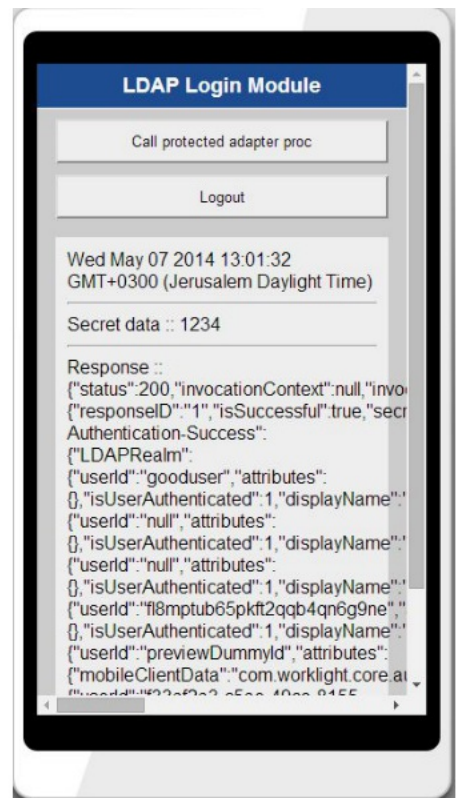 LDAP Login Module
Call protected adapter proc
Logout
Wed May 07 2014 13:01:32
GMT+0300 (Jerusalem Daylight Time)
Secret data :: 1234
Response ::
{"status":200,"invocationContext":null,"invo
{"responseID":"1","isSuccessful":true,"secr
Authentication-Success":
{"LDAPRealm":
{"userId":"gooduser","attributes":
{},"isUserAuthenticated":1,"displayName":"
{"userId":"null","attributes":
{},"isUserAuthenticated":1,"displayName":"
{"userId":"null","attributes":
{},"isUserAuthenticated":1,"displayName":"
{"userId":"fl8mptub65pkft2qqb4qn6g9ne","
{},"isUserAuthenticated":1,"displayName":"
{"userId":"previewDummyId","attributes":
{"mobileClientData":"com.worklight.core.au